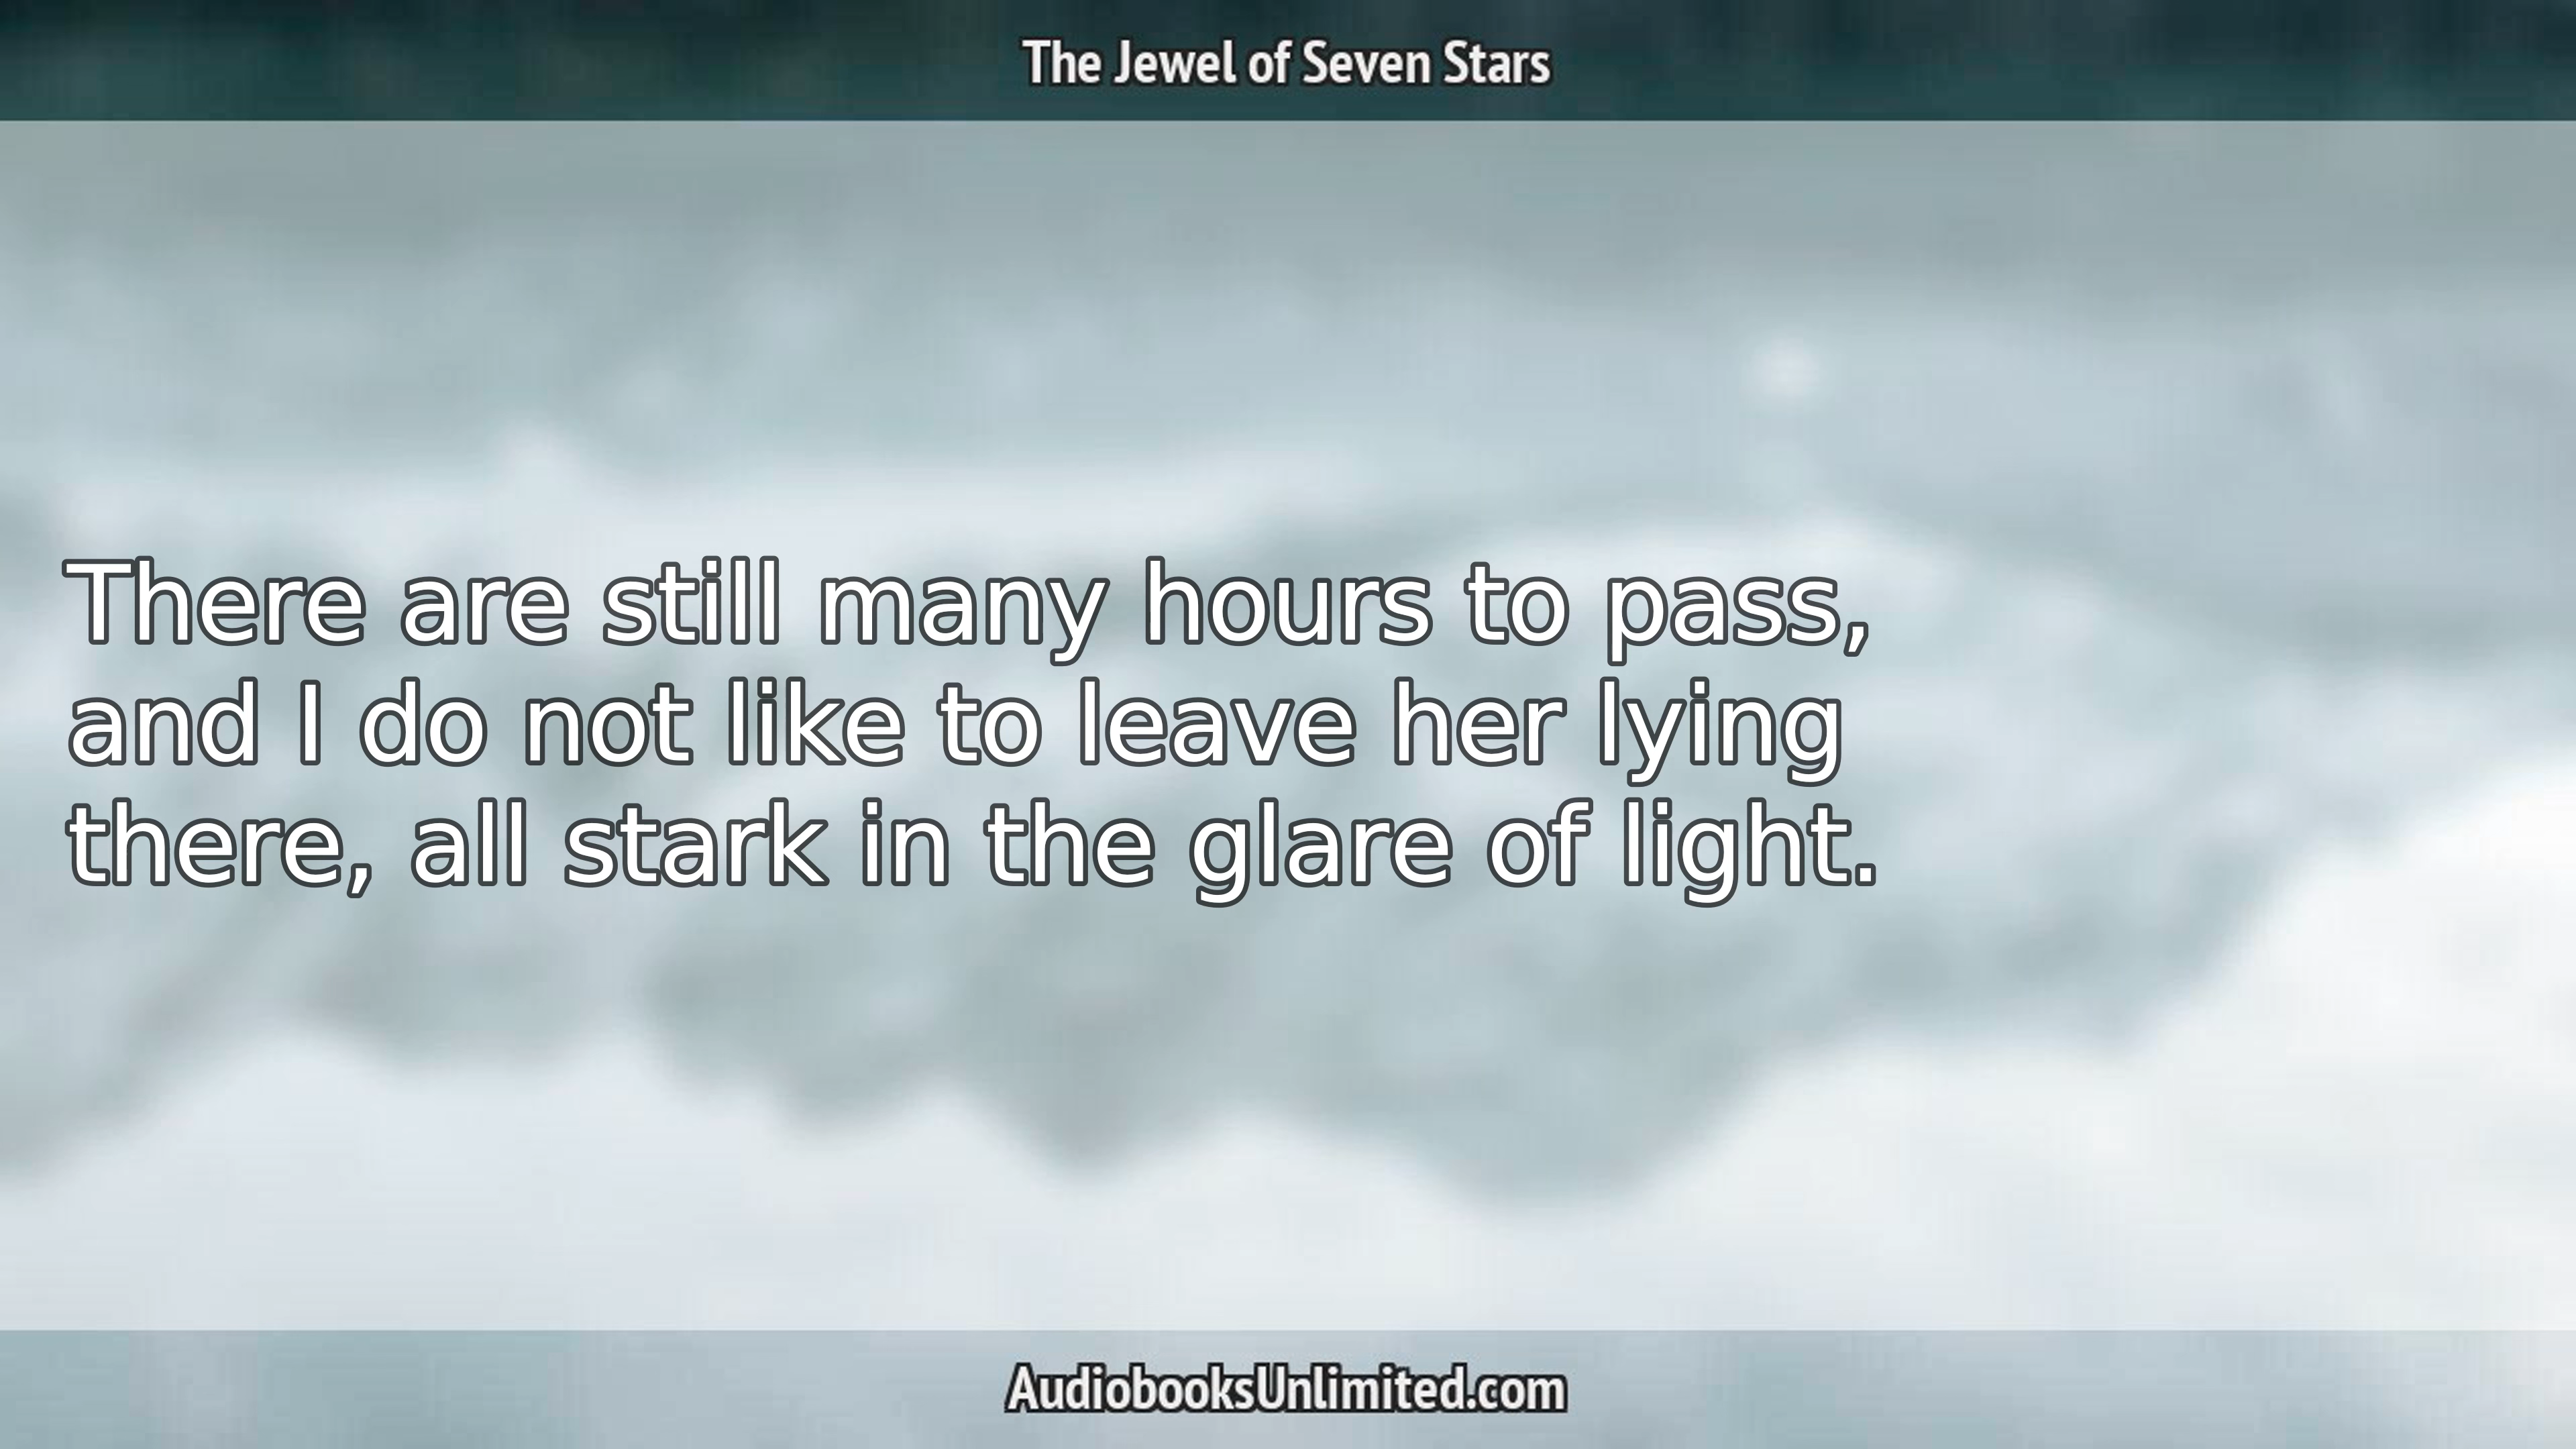 The Jewel of Seven Stars
There are still many hours to pass,
and I do not like to leave her lying
there, all stark in the glare of light.
AudiobooksUnlimited.com